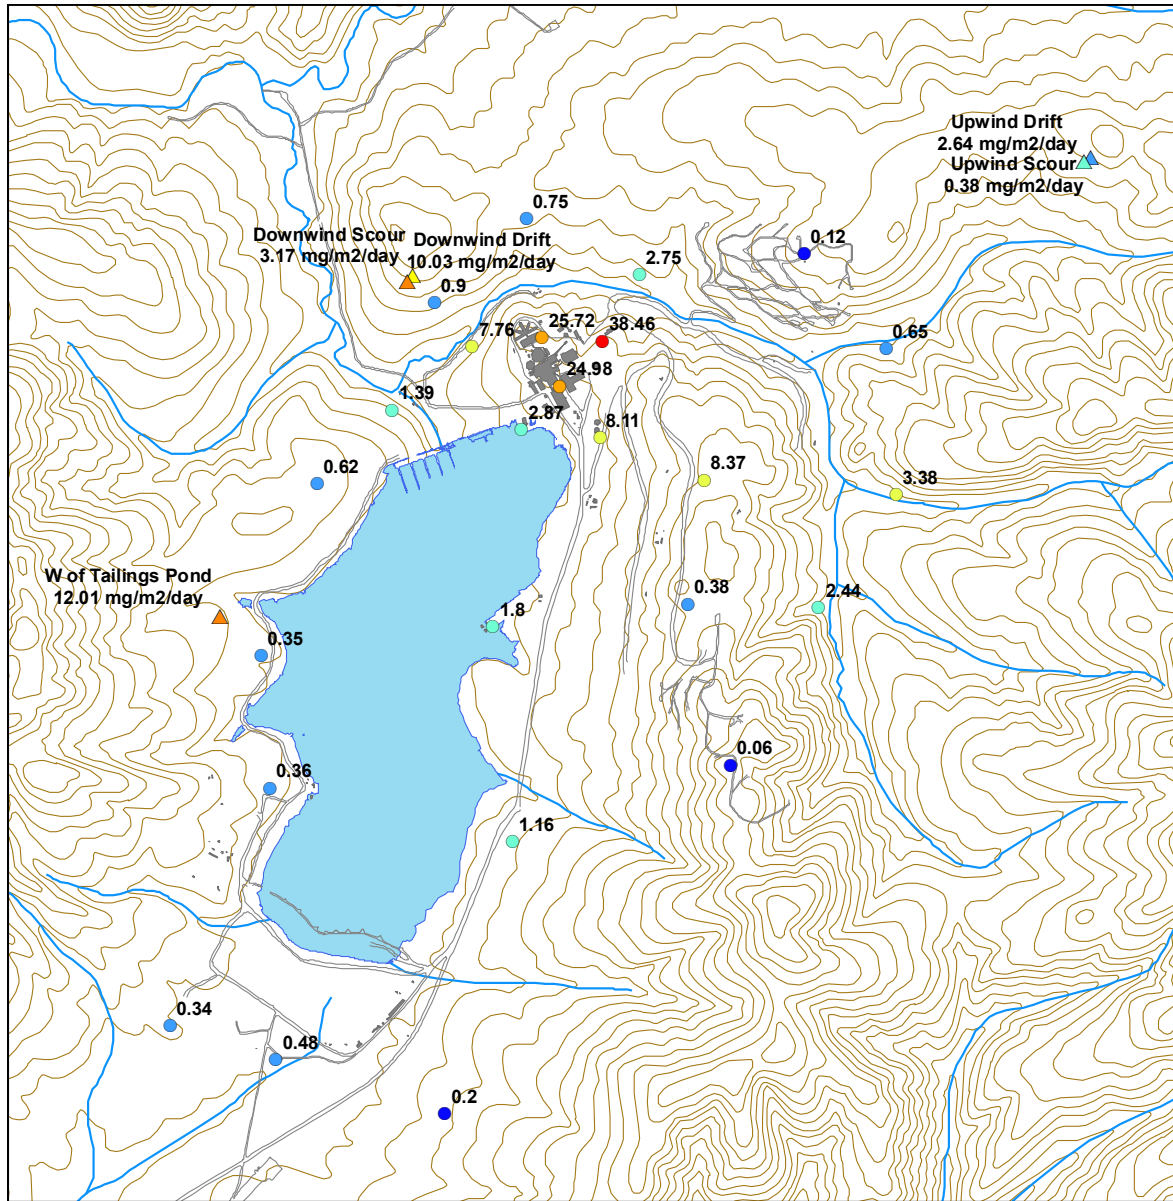 Upwind Drift
2.64 mg/m2/day
Upwind Scour
0.38 mg/m2/day
0.75
0.12
Downwind Scour
3.17 mg/m2/day
Downwind Drift
10.03 mg/m2/day
2.75
0.9
7.76
25.72
38.46
0.65
24.98
1.39
2.87
8.11
0.62
8.37
3.38
W of Tailings Pond
12.01 mg/m2/day
0.38
2.44
1.8
0.35
0.06
0.36
1.16
0.34
0.48
0.2